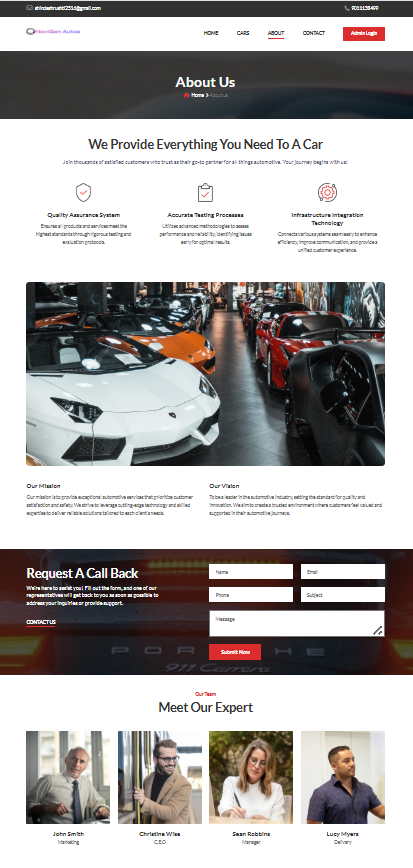 shindeshrushti2516@gmail.com
NextGen Autos
HOME CARS ABOUT CONTACT Admin Login
About Us
Home > About us
We Provide Everything You Need To A Car
Join thousands of satisfied customers who trust as their go-to partner for all things automotive. Your journey begins with us!
Quality Assurance System
Ensures all products and services meet the
highest standards through rigorous testing and
evaluation protocols.
Accurate Testing Processes
Utilizes advanced methodologies to assess
performance and reliability, identifying issues
early for optimal results.
Infrastructure Integration
Technology
Connects various systems seamlessly to enhance
efficiency, improve communication, and provide a
unified customer experience.
Our Mission
Our mission is to provide exceptional automotive services that prioritize customer
satisfaction and safety. We strive to leverage cutting-edge technology and skilled
expertise to deliver reliable solutions tailored to each client's needs.
Our Vision
To be a leader in the automotive industry, setting the standard for quality and
innovation. We aim to create a trusted environment where customers feel valued and
supported in their automotive journeys.
Request A Call Back
We're here to assist you! Fill out the form, and one of our
representatives will get back to you as soon as possible to
address your inquiries or provide support.
CONTACT US
Name Email
Phone Subject
Message
Submit Now
PORSCHE
911 Carrera
Our Team
Meet Our Expert
John Smith
Marketing
Christine Wise
C.E.O
Sean Robbins
Manager
Lucy Myers
Delivary